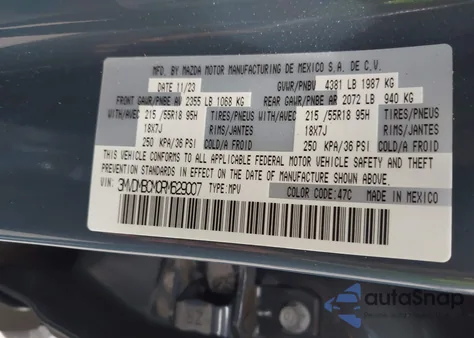 MFD. BY MAZDA MOTOR MANUFACTURING DE MEXICO S.A. DE C.V.
DATE 11/23 GVWR/PNBV 4381 LB 1987 KG
FRONT GAWR/PNBE AV 2355 LB 1068 KG REAR GAWR/PNBE AR 2072 LB 940 KG
WITH/AVEC 215/55R18 95H TIRES/PNEUS WITH/AVEC 215/55R18 95H TIRES/PNEUS
18X7J RIMS/JANTES 18X7J RIMS/JANTES
250 KPA/36 PSI COLD/A FROID 250 KPA/36 PSI COLD/A FROID
THIS VEHICLE CONFORMS TO ALL APPLICABLE FEDERAL MOTOR VEHICLE SAFETY
AND THEFT PREVENTION STANDARDS IN EFFECT ON THE DATE OF MANUFACTURE SHOWN ABOVE.
VIN: 3MVDMBCM0RM629007 TYPE: MPV COLOR CODE: 47C
MADE IN MEXICO
autoSnap